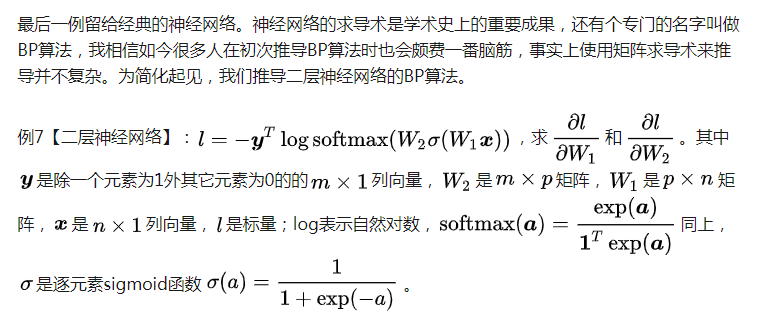 最后一例留给经典的神经网络。神经网络的求导术是学术史上的重要成果，还有个专门的名字叫做
BP算法，我相信如今很多人在初次推导BP算法时也会颇费一番脑筋，事实上使用矩阵求导术来推
导并不复杂。为简化起见，我们推导二层神经网络的BP算法。
例7【二层神经网络】：$l = -\boldsymbol{y}^T \log \text{softmax}(W_2\sigma(W_1\boldsymbol{x}))$，求 $\frac{\partial l}{\partial W_1}$ 和 $\frac{\partial l}{\partial W_2}$ 。其中
$\boldsymbol{y}$ 是除一个元素为1外其它元素为0的的 $m \times 1$ 列向量，$W_2$ 是 $m \times p$ 矩阵，$W_1$ 是 $p \times n$ 矩
阵，$\boldsymbol{x}$ 是 $n \times 1$ 列向量，$l$ 是标量；log表示自然对数，$\text{softmax}(\boldsymbol{a}) = \frac{\exp(\boldsymbol{a})}{\boldsymbol{1}^T \exp(\boldsymbol{a})}$ 同上，
$\sigma$ 是逐元素sigmoid函数 $\sigma(a) = \frac{1}{1 + \exp(-a)}$ 。